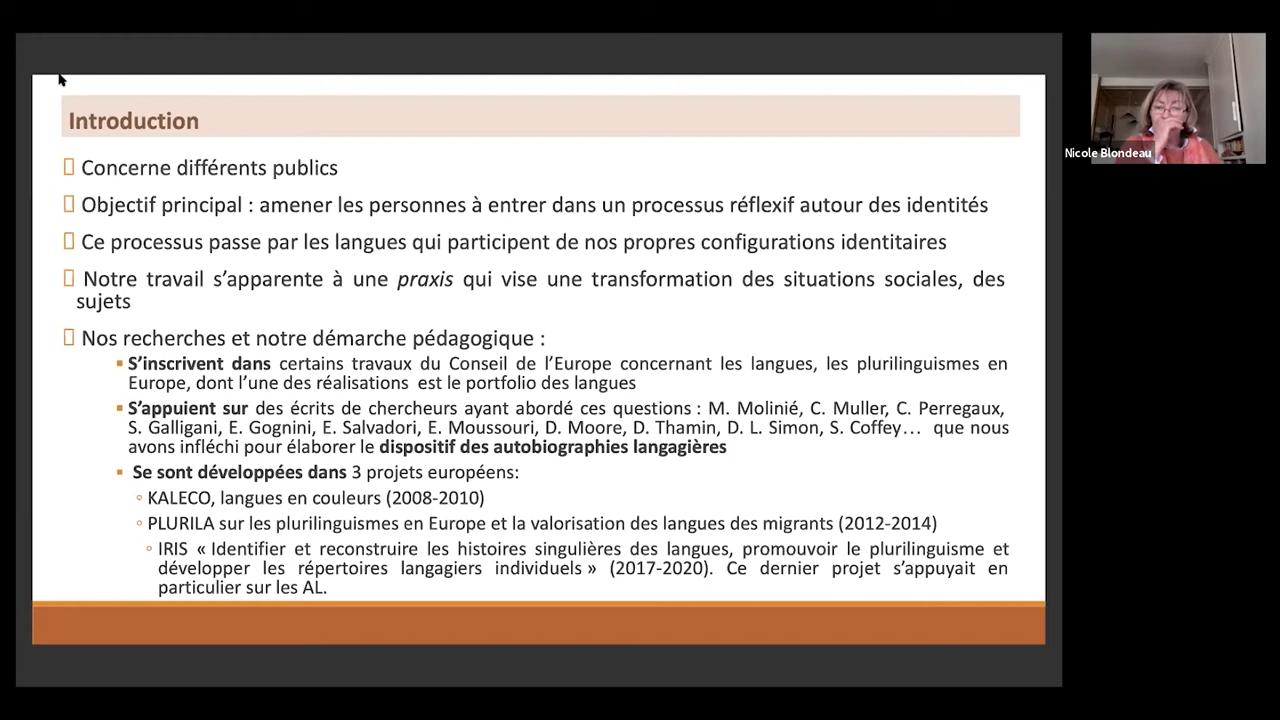 Introduction
Concerne différents publics
Objectif principal : amener les personnes à entrer dans un processus réflexif autour des identités
Ce processus passe par les langues qui participent de nos propres configurations identitaires
Notre travail s’apparente à une praxis qui vise une transformation des situations sociales, des
sujets
Nos recherches et notre démarche pédagogique :
S’inscrivent dans certains travaux du Conseil de l’Europe concernant les langues, les plurilinguismes en
Europe, dont l’une des réalisations est le portfolio des langues
S’appuient sur des écrits de chercheurs ayant abordé ces questions : M. Molinié, C. Muller, C. Perregaux,
S. Galligani, E. Gognini, E. Salvadori, E. Moussouri, D. Moore, D. Thamin, D. L. Simon, S. Coffey… que nous
avons infléchi pour élaborer le dispositif des autobiographies langagières
Se sont développées dans 3 projets européens:
KALECO, langues en couleurs (2008-2010)
PLURILA sur les plurilinguismes en Europe et la valorisation des langues des migrants (2012-2014)
IRIS « Identifier et reconstruire les histoires singulières des langues, promouvoir le plurilinguisme et
développer les répertoires langagiers individuels » (2017-2020). Ce dernier projet s’appuyait en
particulier sur les AL.
Nicole Blondeau